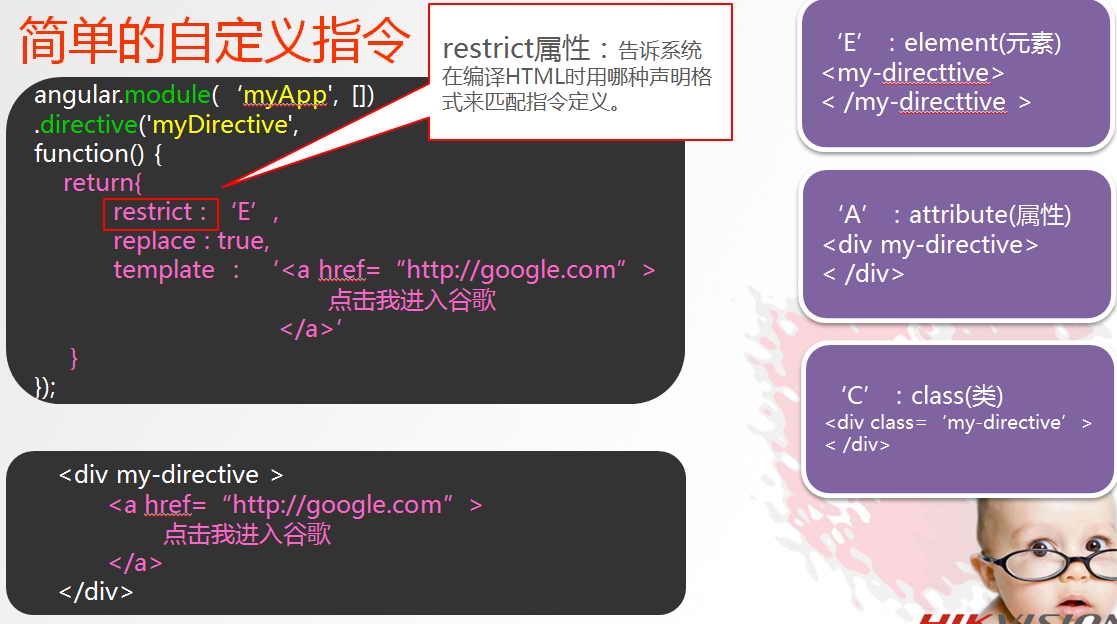 简单的自定义指令
restrict属性：告诉系统
在编译HTML时用哪种声明格
式来匹配指令定义。
angular.module( ‘myApp', [])
.directive('myDirective',
function() {
return{
restrict : ‘E’ ,
replace : true,
template : ‘<a href=“http://google.com” >
点击我进入谷歌
</a>’
}
});
<div my-directive >
<a href=“http://google.com” >
点击我进入谷歌
</a>
</div>
‘E’ : element(元素)
<my-directtive>
< /my-directtive >
‘A’ : attribute(属性)
<div my-directive>
< /div>
‘C’ : class(类)
<div class=‘my-directive’ >
< /div>
HIKVISION